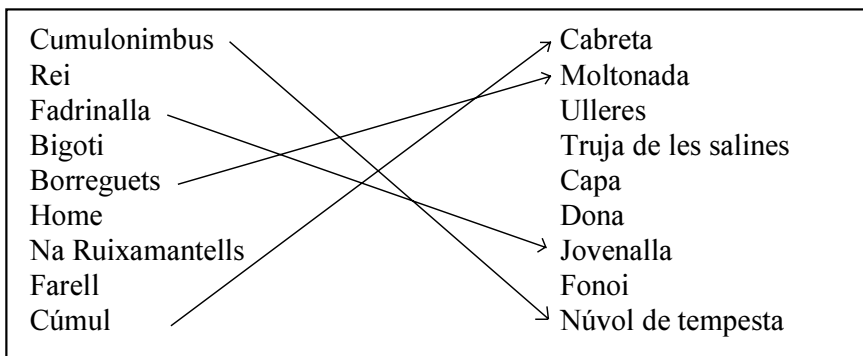 Cumulonimbus Cabreta
Rei Moltonada
Fadrinalla Ulleres
Bigoti Truja de les salines
Borreguets Capa
Home Dona
Na Ruixamantells Jovenalla
Farell Fonoi
Cúmul Núvol de tempesta